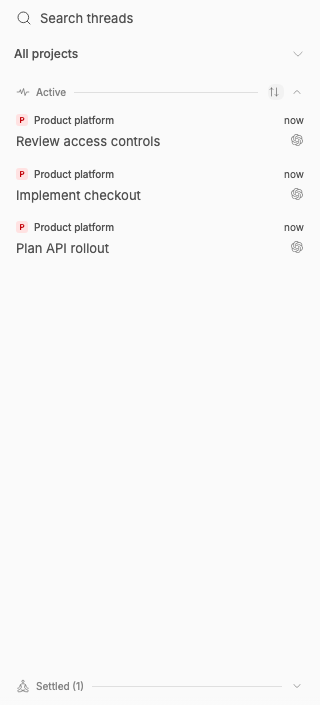 Search threads
All projects
Active
P Product platform now
Review access controls
P Product platform now
Implement checkout
P Product platform now
Plan API rollout
Settled (1)